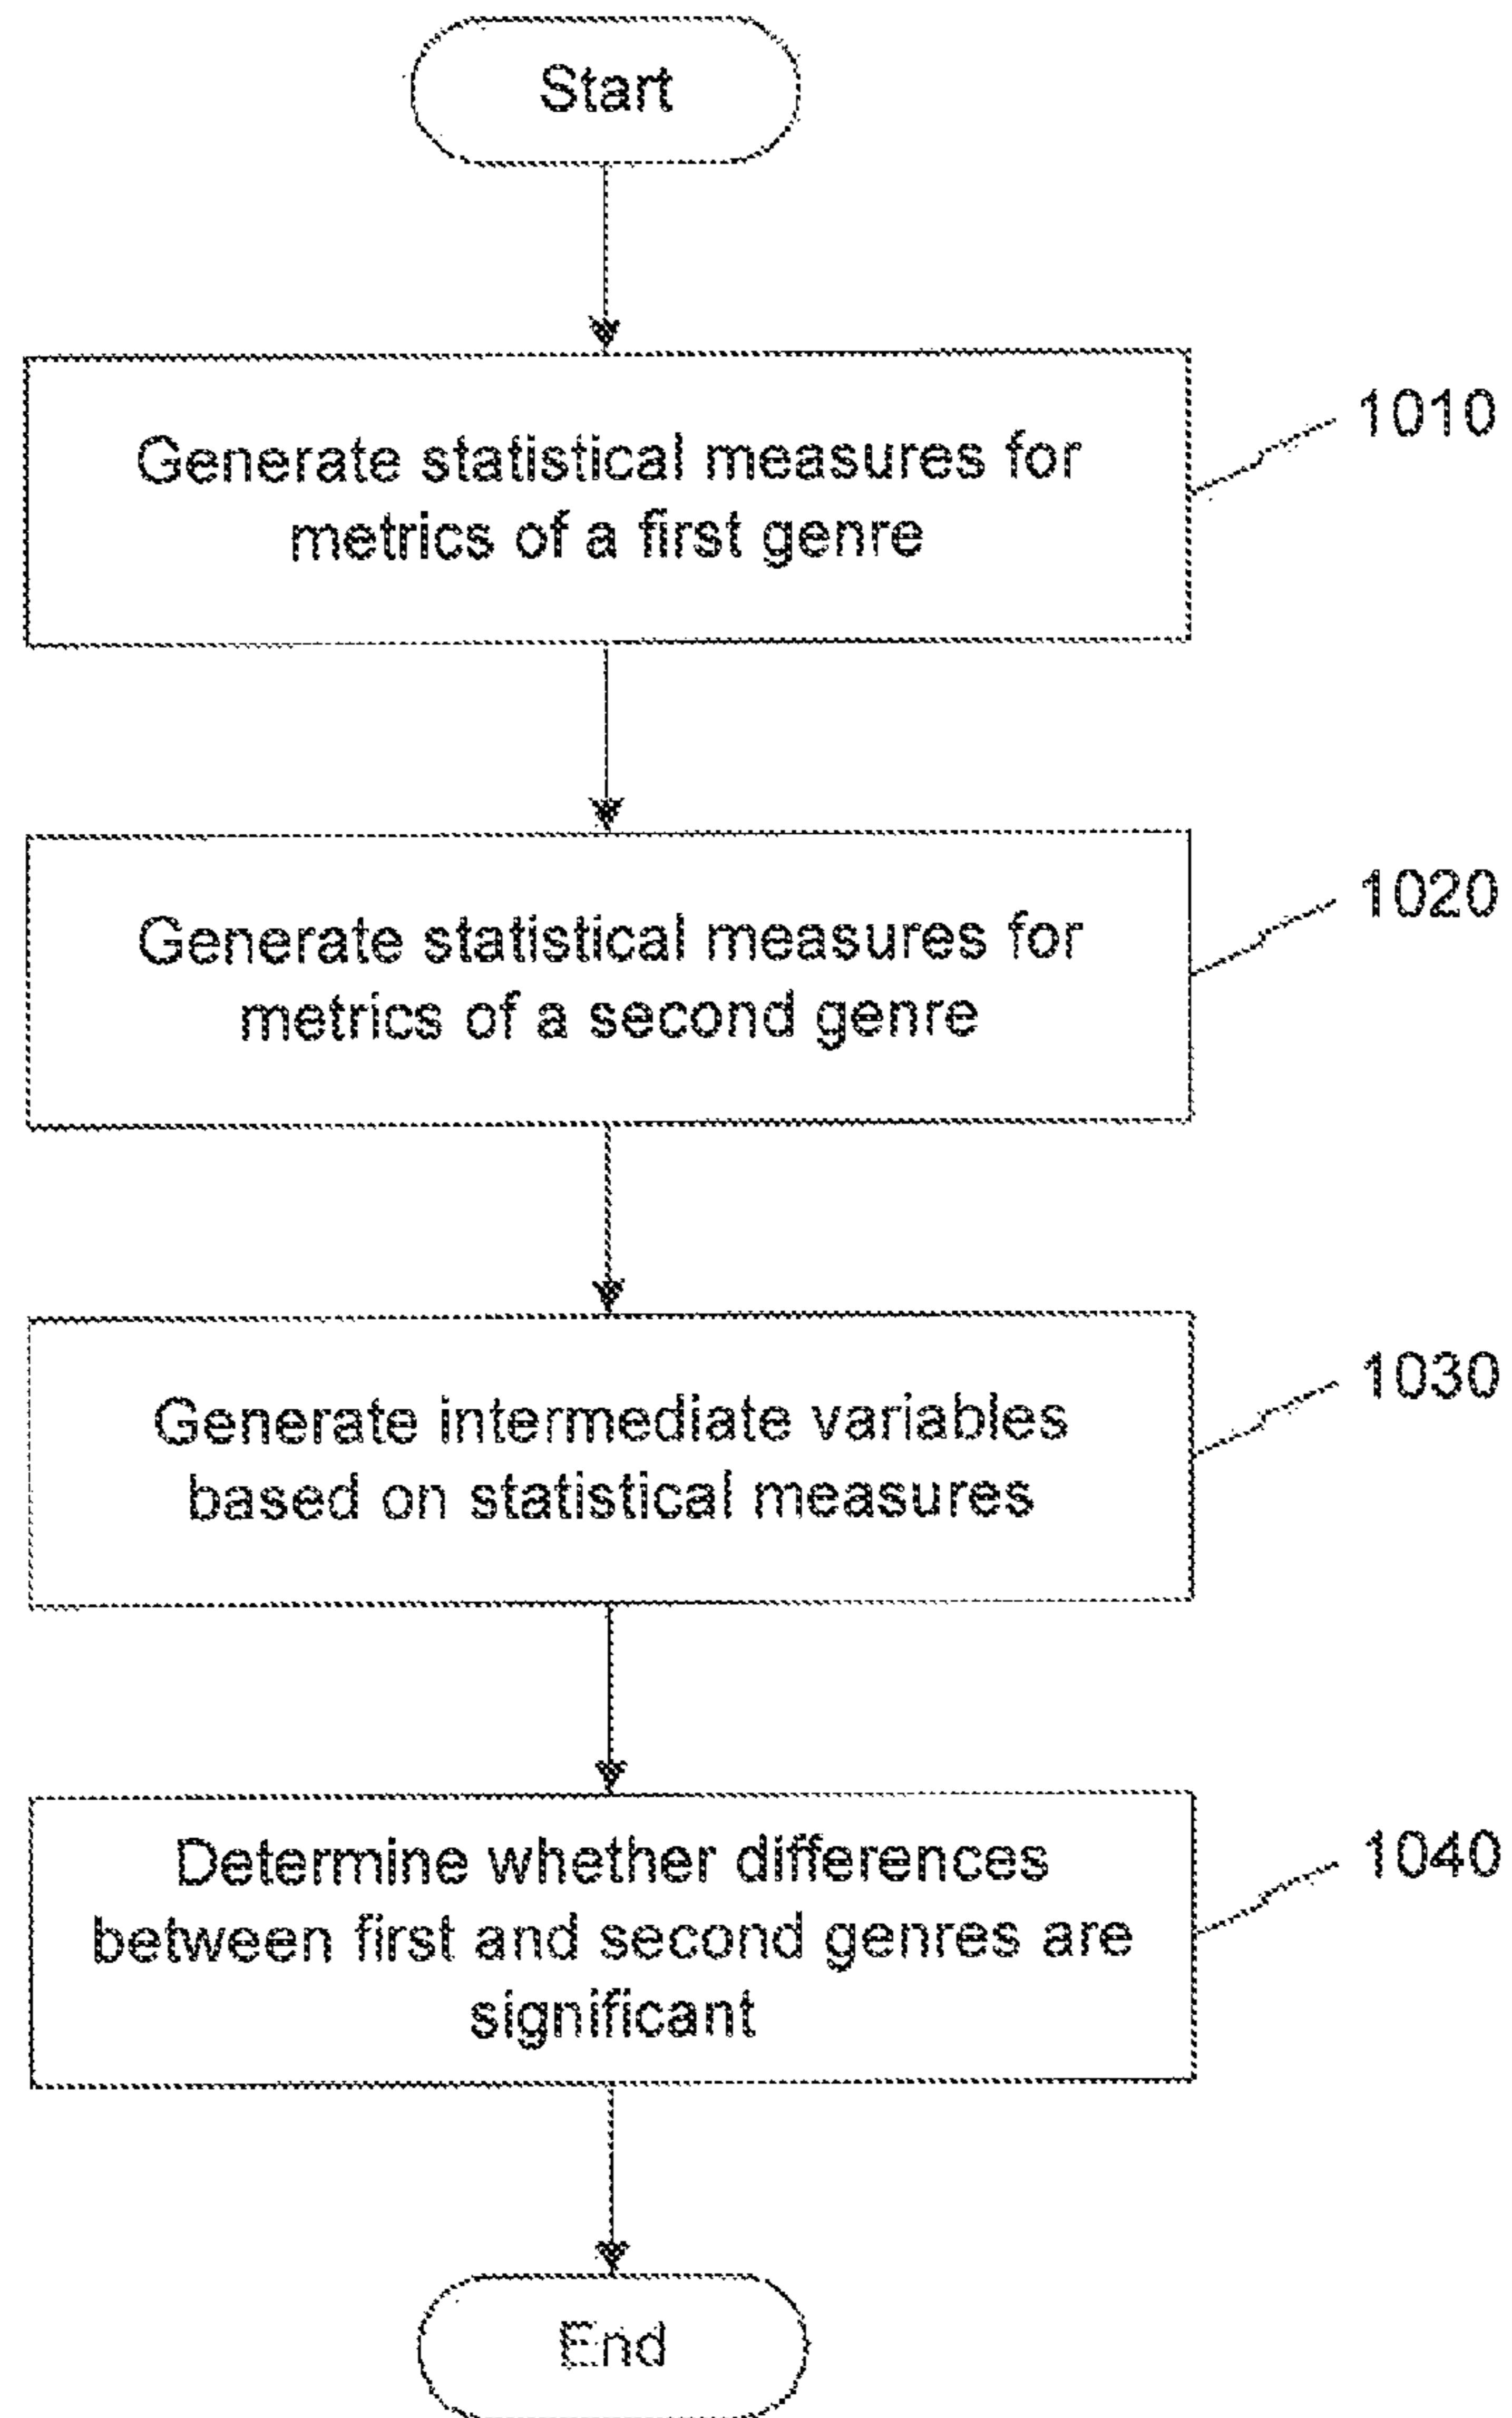 Start
Generate statistical measures for
metrics of a first genre
1010
Generate statistical measures for
metrics of a second genre
1020
Generate intermediate variables
based on statistical measures
1030
Determine whether differences
between first and second genres are
significant
1040
End